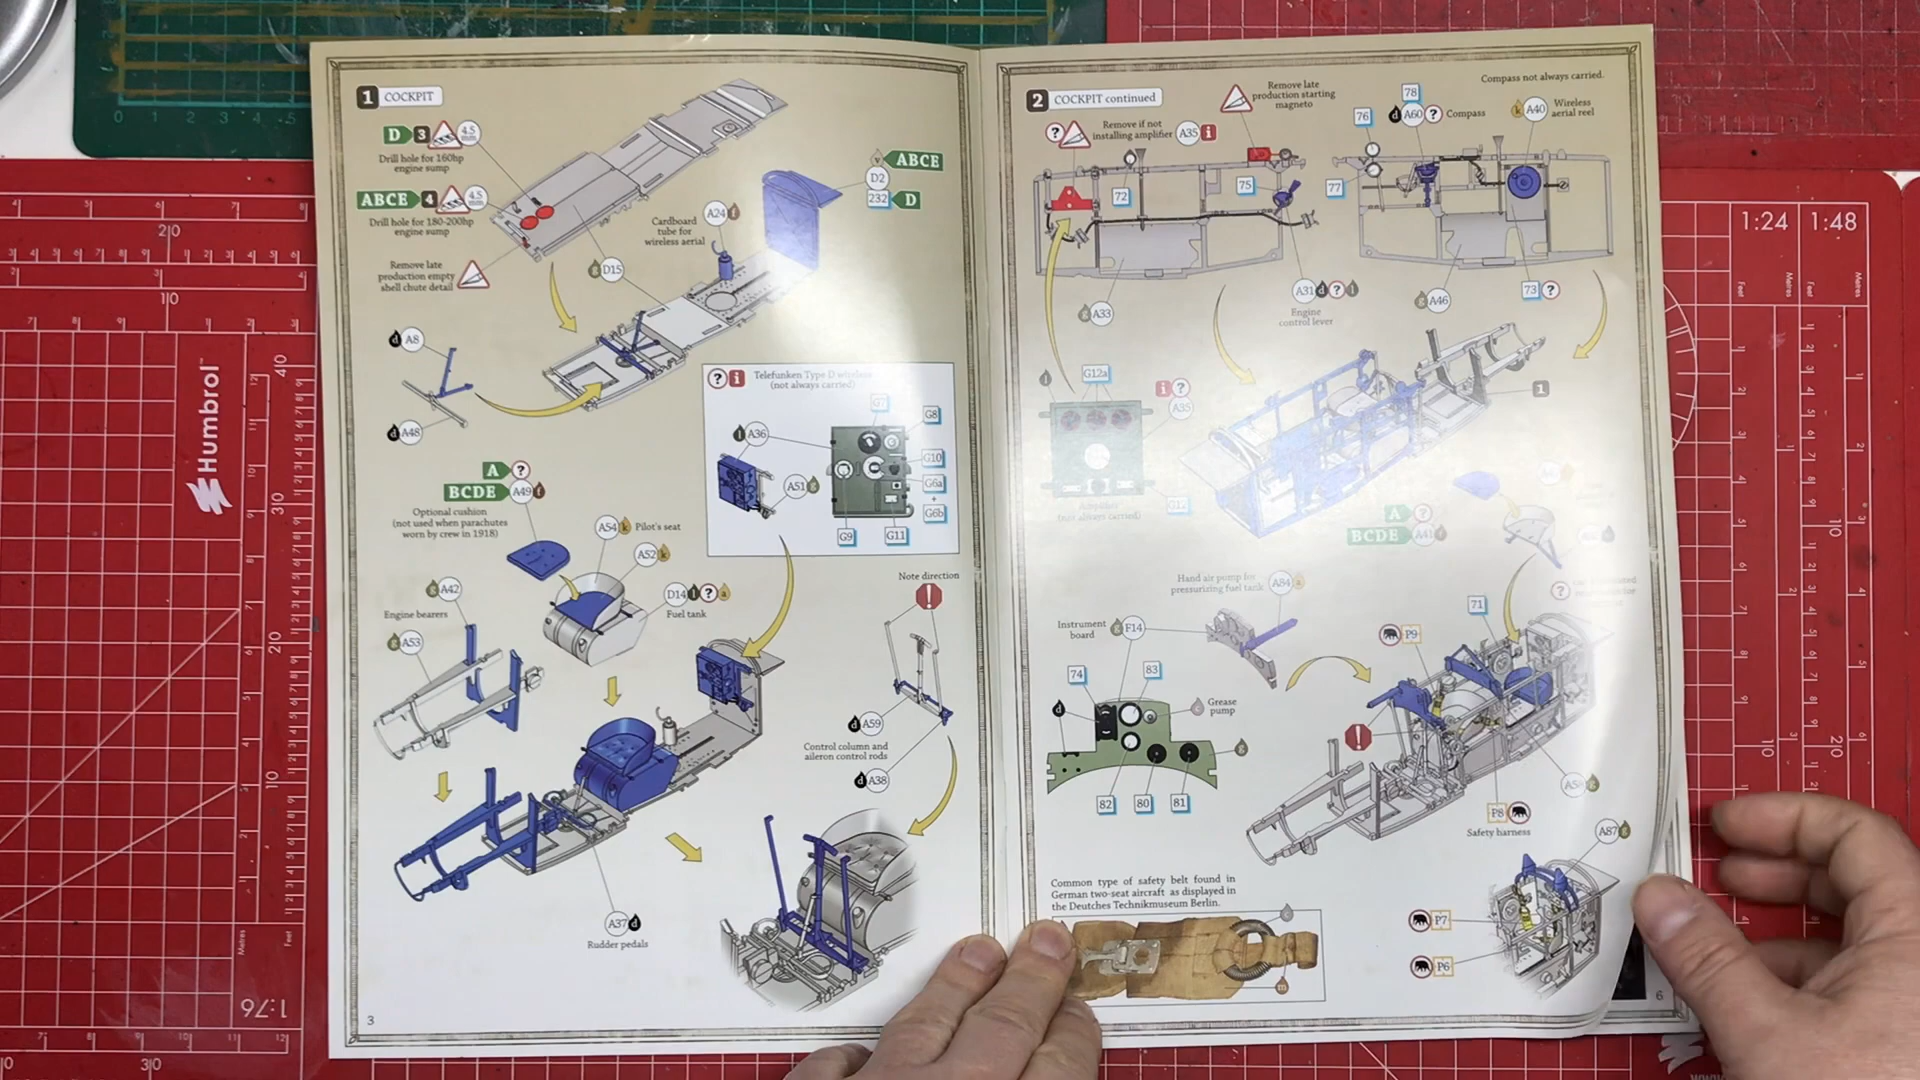 1 COCKPIT
D 3 4.5
Drill hole for 160hp
engine sump
ABCE 4 4.5
Drill hole for 180-200hp
engine sump
Remove late
production empty
shell chute detail
g D15
Cardboard
tube for
wireless aerial
A24 f
v ABCE
D2
232 D
d A8
d A48
? i Telefunken Type D wireless
(not always carried)
G7
G8
A36
G10
A51 g
G6a
+
G6b
G9
G11
A ?
BCDE A49 f
Optional cushion
(not used when parachutes
worn by crew in 1918)
A54 k Pilot's seat
A52 k
D14 ? a
Fuel tank
g A42
Engine bearers
g A53
Note direction
!
d A59
Control column and
aileron control rods
d A38
A37 d
Rudder pedals
3
2 COCKPIT continued
? Remove if not
installing amplifier A35 i
Remove late
production starting
magneto
Compass not always carried.
78
76
d A60 ? Compass
k A40 Wireless
aerial reel
72
75
77
g A33
A31 d ?
Engine
control lever
g A46
73 ?
G12a
i ?
A35
1
G12
(not always carried)
A ?
BCDE A41 f
Hand air pump for
pressurizing fuel tank A84 a
Instrument
board
g F14
74
83
d
Grease
pump
g
82
80
81
71
P9
!
P8
Safety harness
A87 g
P7
P6
Common type of safety belt found in
German two-seat aircraft as displayed in
the Deutches Technikmuseum Berlin.
m
6
Humbrol
1:24 1:48
1:76
Metres
Feet